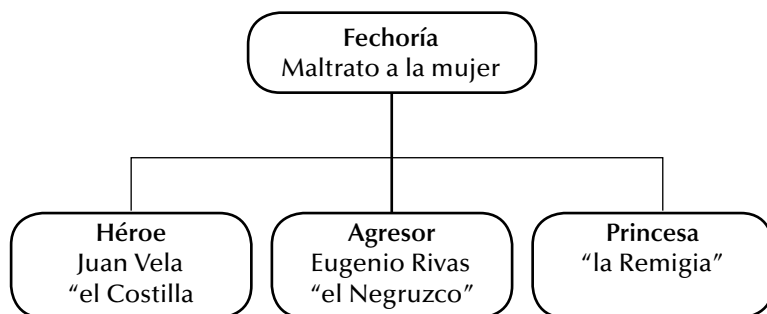 Fechoría
Maltrato a la mujer
Héroe
Juan Vela
“el Costilla
Agresor
Eugenio Rivas
“el Negruzco”
Princesa
“la Remigia”